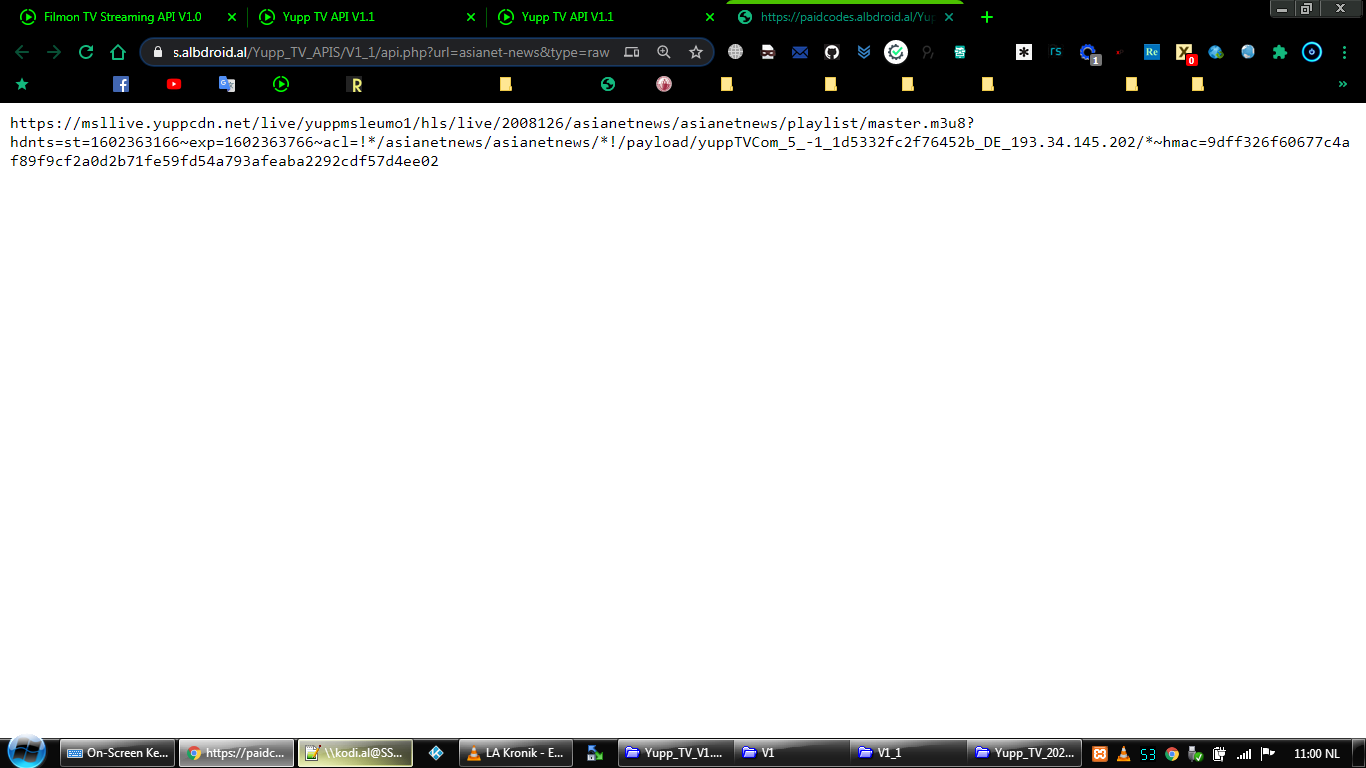 Filmon TV Streaming API V1.0
Yupp TV API V1.1
Yupp TV API V1.1
https://paidcodes.albdroid.al/Yup
s.albdroid.al/Yupp_TV_APIS/V1_1/api.php?url=asianet-news&type=raw
rs
1
Re
X
0
f
R
https://msllive.yuppcdn.net/live/yuppmsleumo1/hls/live/2008126/asianetnews/asianetnews/playlist/master.m3u8?
hdnts=st=1602363166~exp=1602363766~acl=!*/asianetnews/asianetnews/*!/payload/yuppTVCom_5_-1_1d5332fc2f76452b_DE_193.34.145.202/*~hmac=9dff326f60677c4a
f89f9cf2a0d2b71fe59fd54a793afeaba2292cdf57d4ee02
On-Screen Ke...
https://paidc...
\\kodi.al@SS...
LA Kronik - E...
Yupp_TV_V1....
V1
V1_1
Yupp_TV_202...
53
11:00 NL